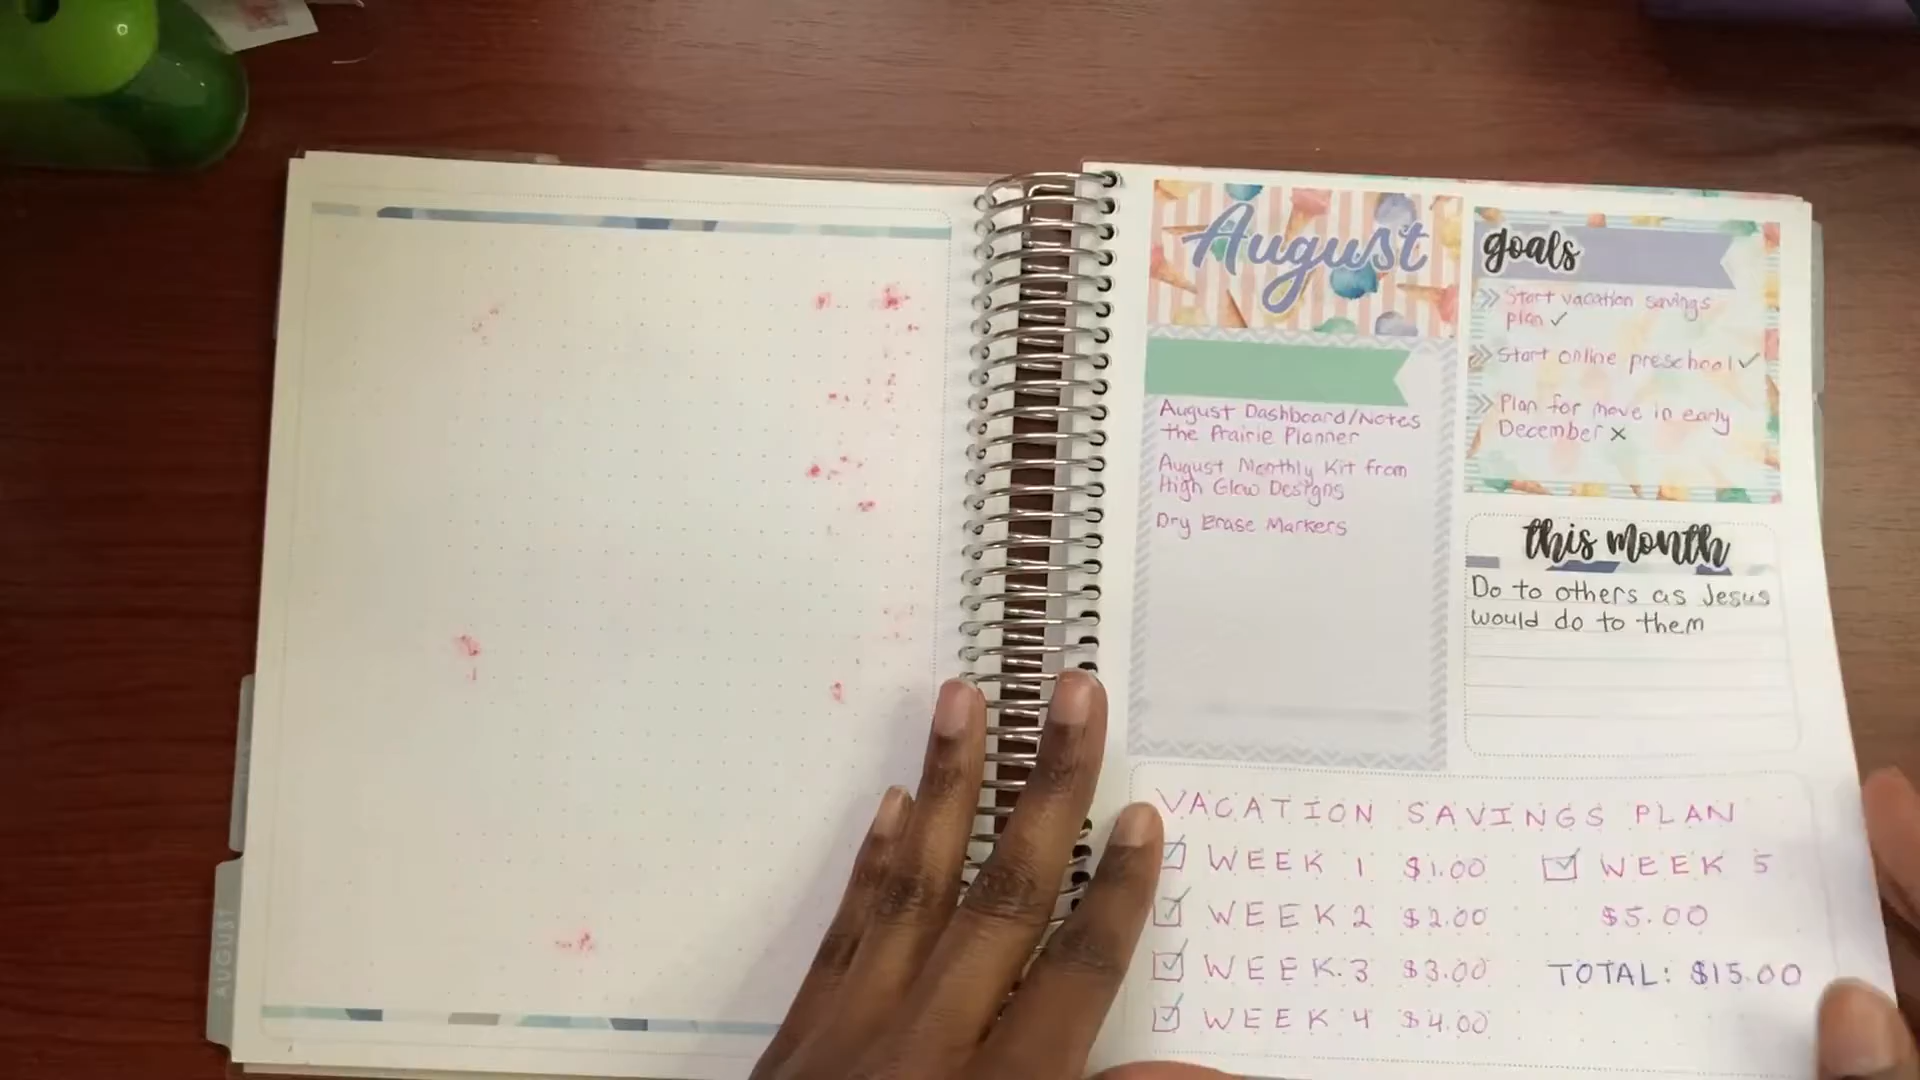 August
August Dashboard/Notes
the Prairie Planner
August Monthly Kit from
High Glow Designs
Dry Erase Markers
goals
Start vacation savings
plan ✓
Start online preschool ✓
Plan for move in early
December x
this month
Do to others as Jesus
would do to them
VACATION SAVINGS PLAN
WEEK 1 $1.00
WEEK 2 $2.00
WEEK 3 $3.00
WEEK 4 $4.00
WEEK 5
$5.00
TOTAL: $15.00
AUGUST